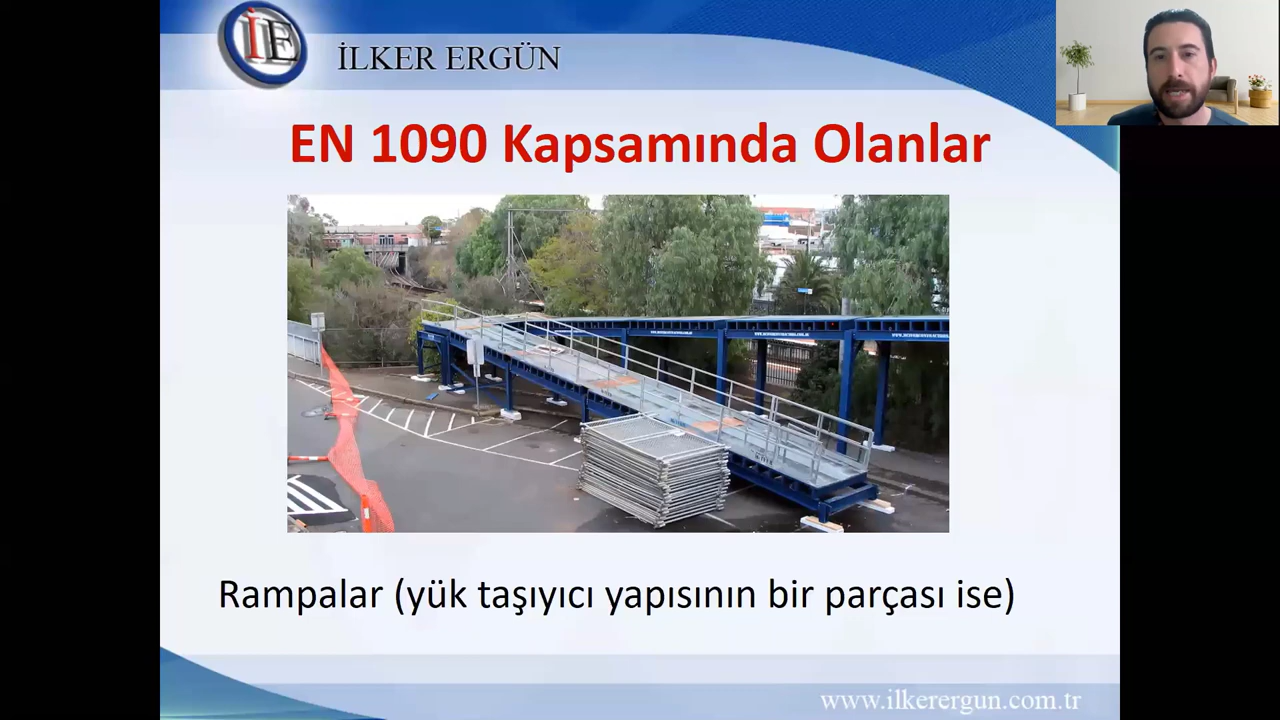 İE
İLKER ERGÜN
EN 1090 Kapsamında Olanlar
Rampalar (yük taşıyıcı yapısının bir parçası ise)
www.ilkerergun.com.tr